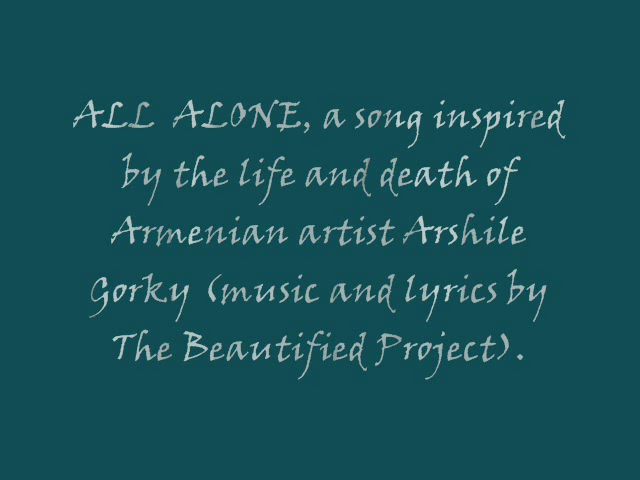 ALL ALONE, a song inspired
by the life and death of
Armenian artist Arshile
Gorky (music and lyrics by
The Beautified Project).